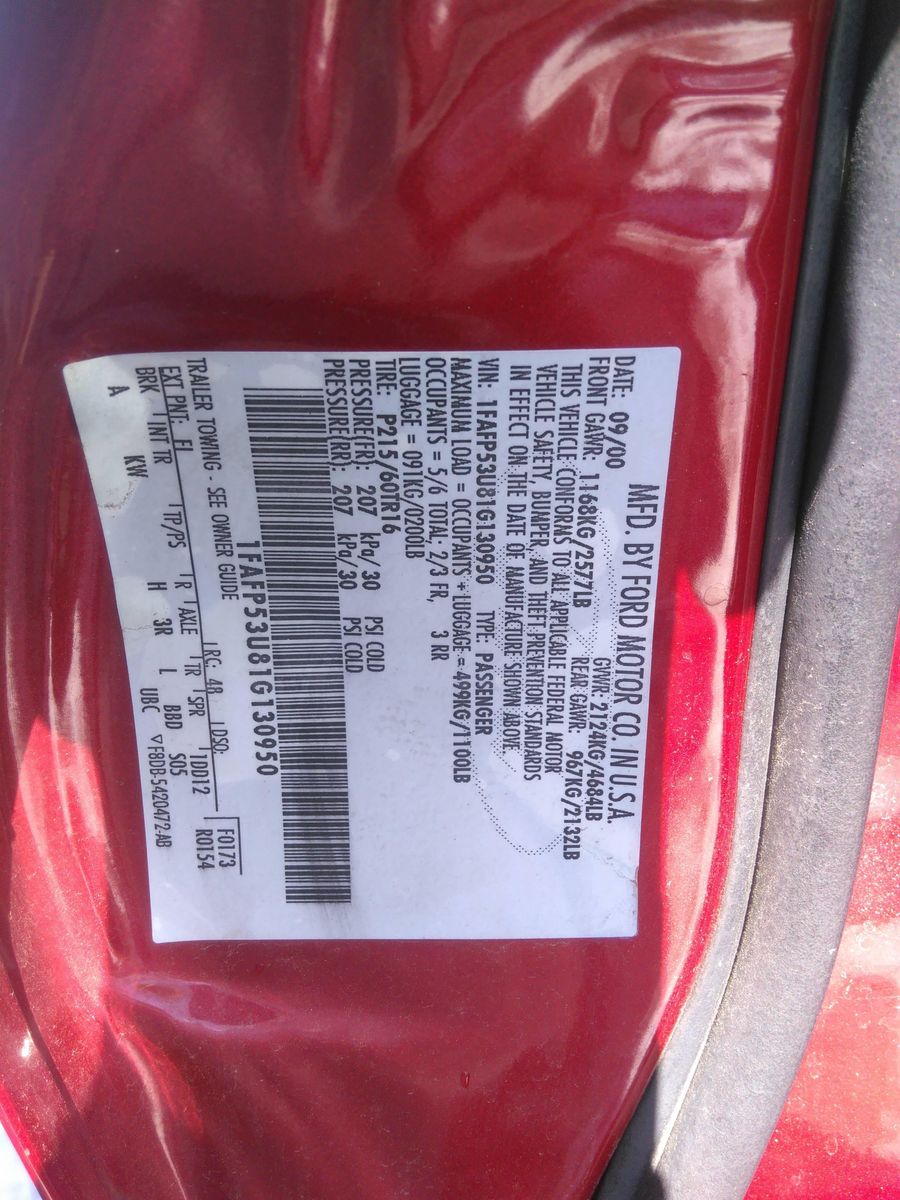 MFD. BY FORD MOTOR CO. IN U.S.A.
DATE: 09/00 GVWR: 2124KG/4684LB
FRONT GAWR: 1168KG/2577LB REAR GAWR: 967KG/2132LB
THIS VEHICLE CONFORMS TO ALL APPLICABLE FEDERAL MOTOR
VEHICLE SAFETY, BUMPER, AND THEFT PREVENTION STANDARDS
IN EFFECT ON THE DATE OF MANUFACTURE SHOWN ABOVE.
VIN: 1FAFP53U81G130950 TYPE: PASSENGER
MAXIMUM LOAD = OCCUPANTS + LUGGAGE = 498KG/1100LB
OCCUPANTS = 5/6 TOTAL, 2/3 FR, 3 RR
LUGGAGE = 091KG/0200LB
TIRE: P215/60TR16
PRESSURE(FR): 207 kPa/30 PSI COLD
PRESSURE(RR): 207 kPa/30 PSI COLD
1FAFP53U81G130950
TRAILER TOWING - SEE OWNER GUIDE
F0173
R0154
EXT PNT: EL RC: 48 DSO:
BRK INT TR TP/PS R AXLE TR SPR DD12
A KW H 3R L BBD SG5
UBC ▽F8DB-5420472-AB